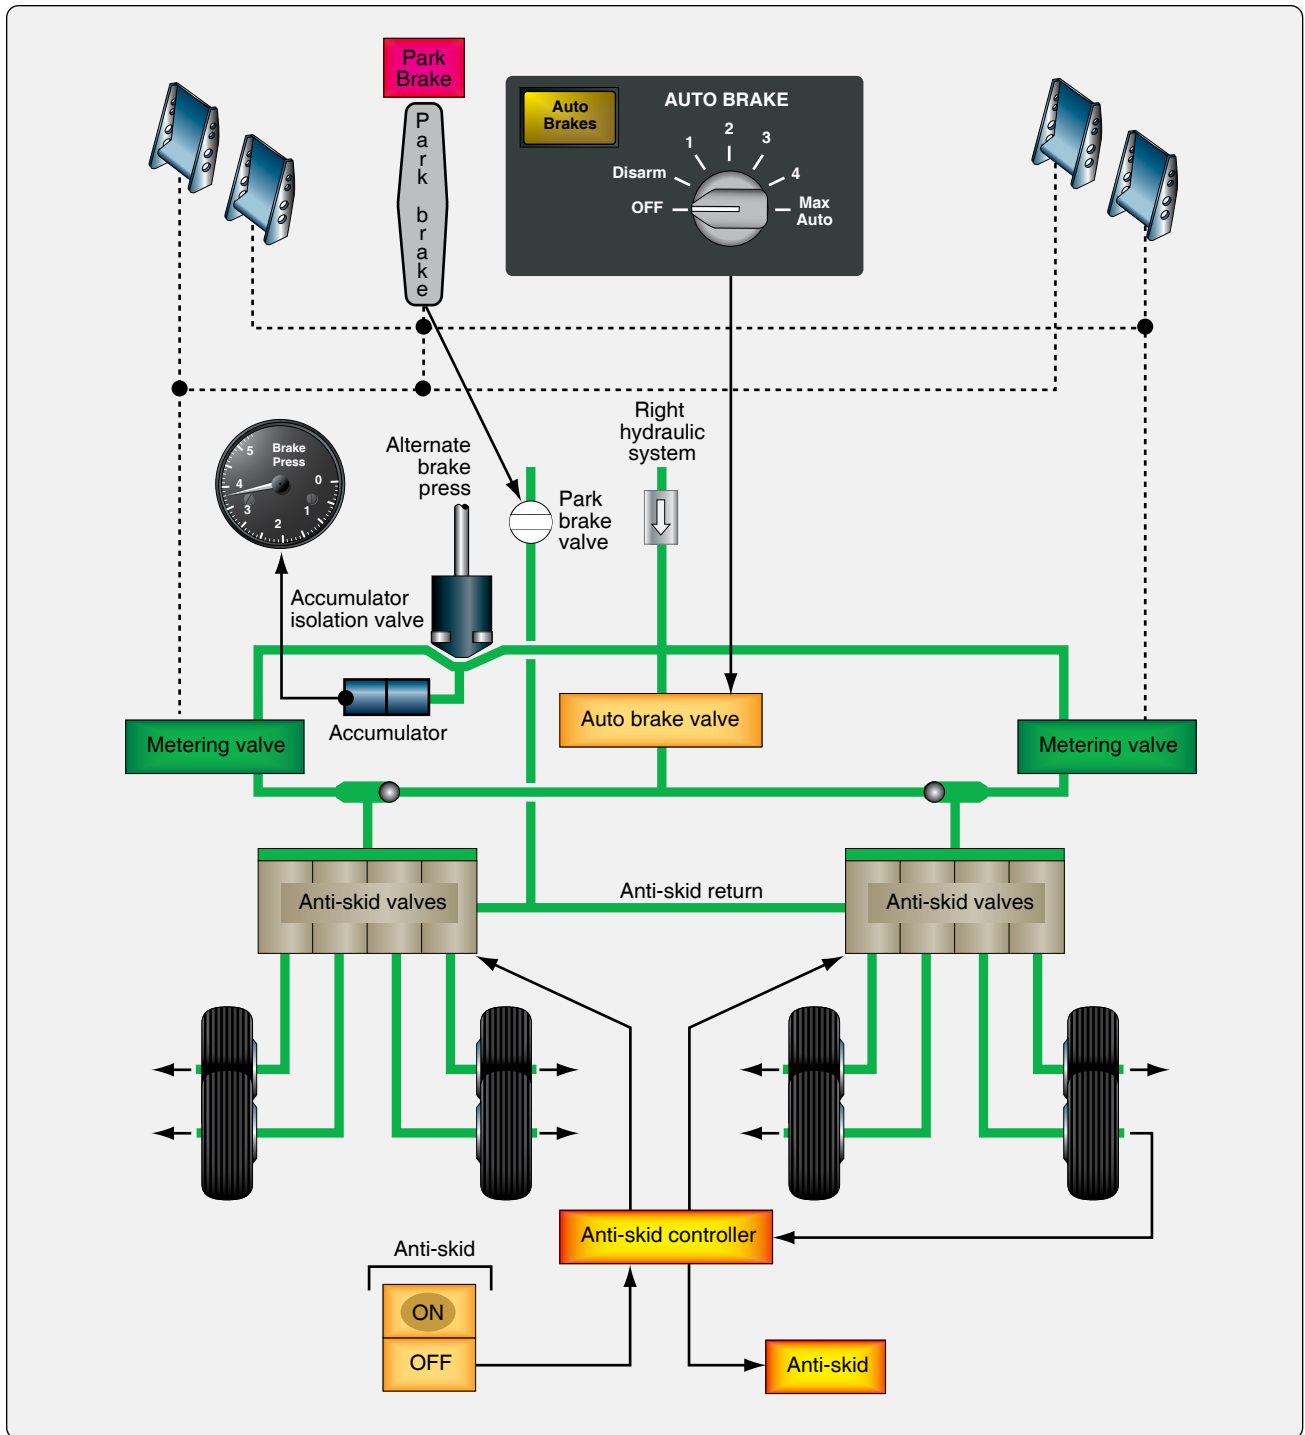 Park
Brake
Park brake
Auto
Brakes
AUTO BRAKE
OFF
Disarm
1
2
3
4
Max
Auto
Brake
Press
0
1
2
3
4
5
Alternate
brake
press
Right
hydraulic
system
Park
brake
valve
Accumulator
isolation valve
Accumulator
Auto brake valve
Metering valve
Metering valve
Anti-skid valves
Anti-skid return
Anti-skid valves
Anti-skid controller
Anti-skid
ON
OFF
Anti-skid